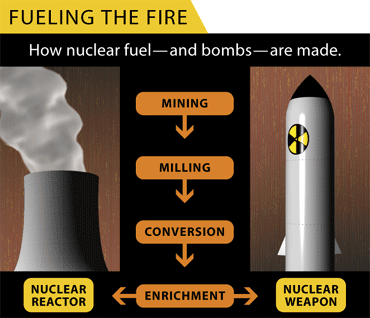 FUELING THE FIRE
How nuclear fuel—and bombs—are made.
MINING
MILLING
CONVERSION
NUCLEAR
REACTOR
ENRICHMENT
NUCLEAR
WEAPON